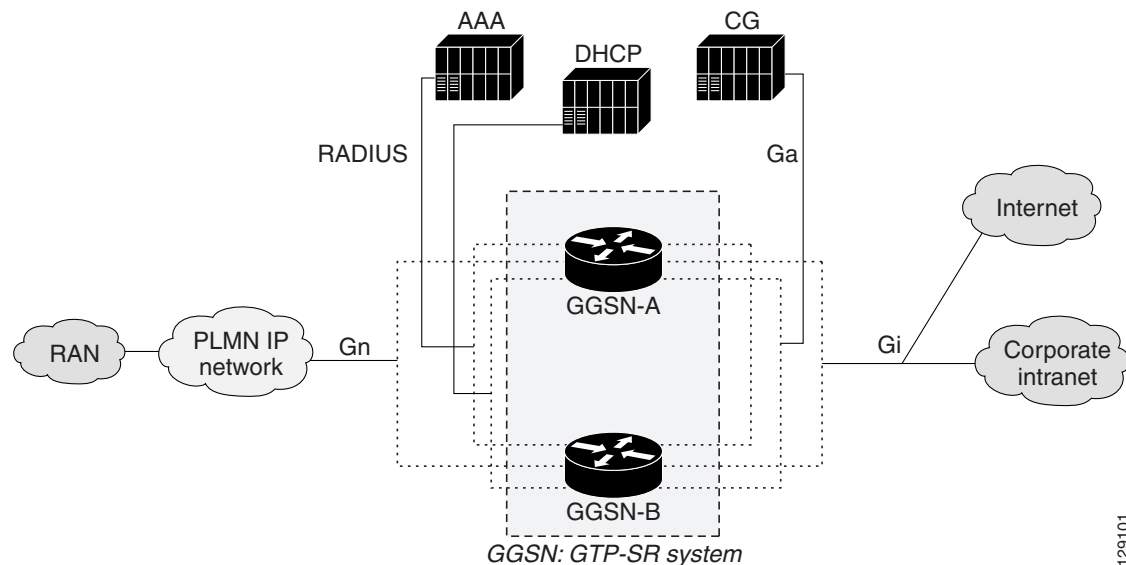 AAA
CG
DHCP
RADIUS
Ga
Internet
GGSN-A
RAN
PLMN IP
network
Gn
Gi
Corporate
intranet
GGSN-B
GGSN: GTP-SR system
129101